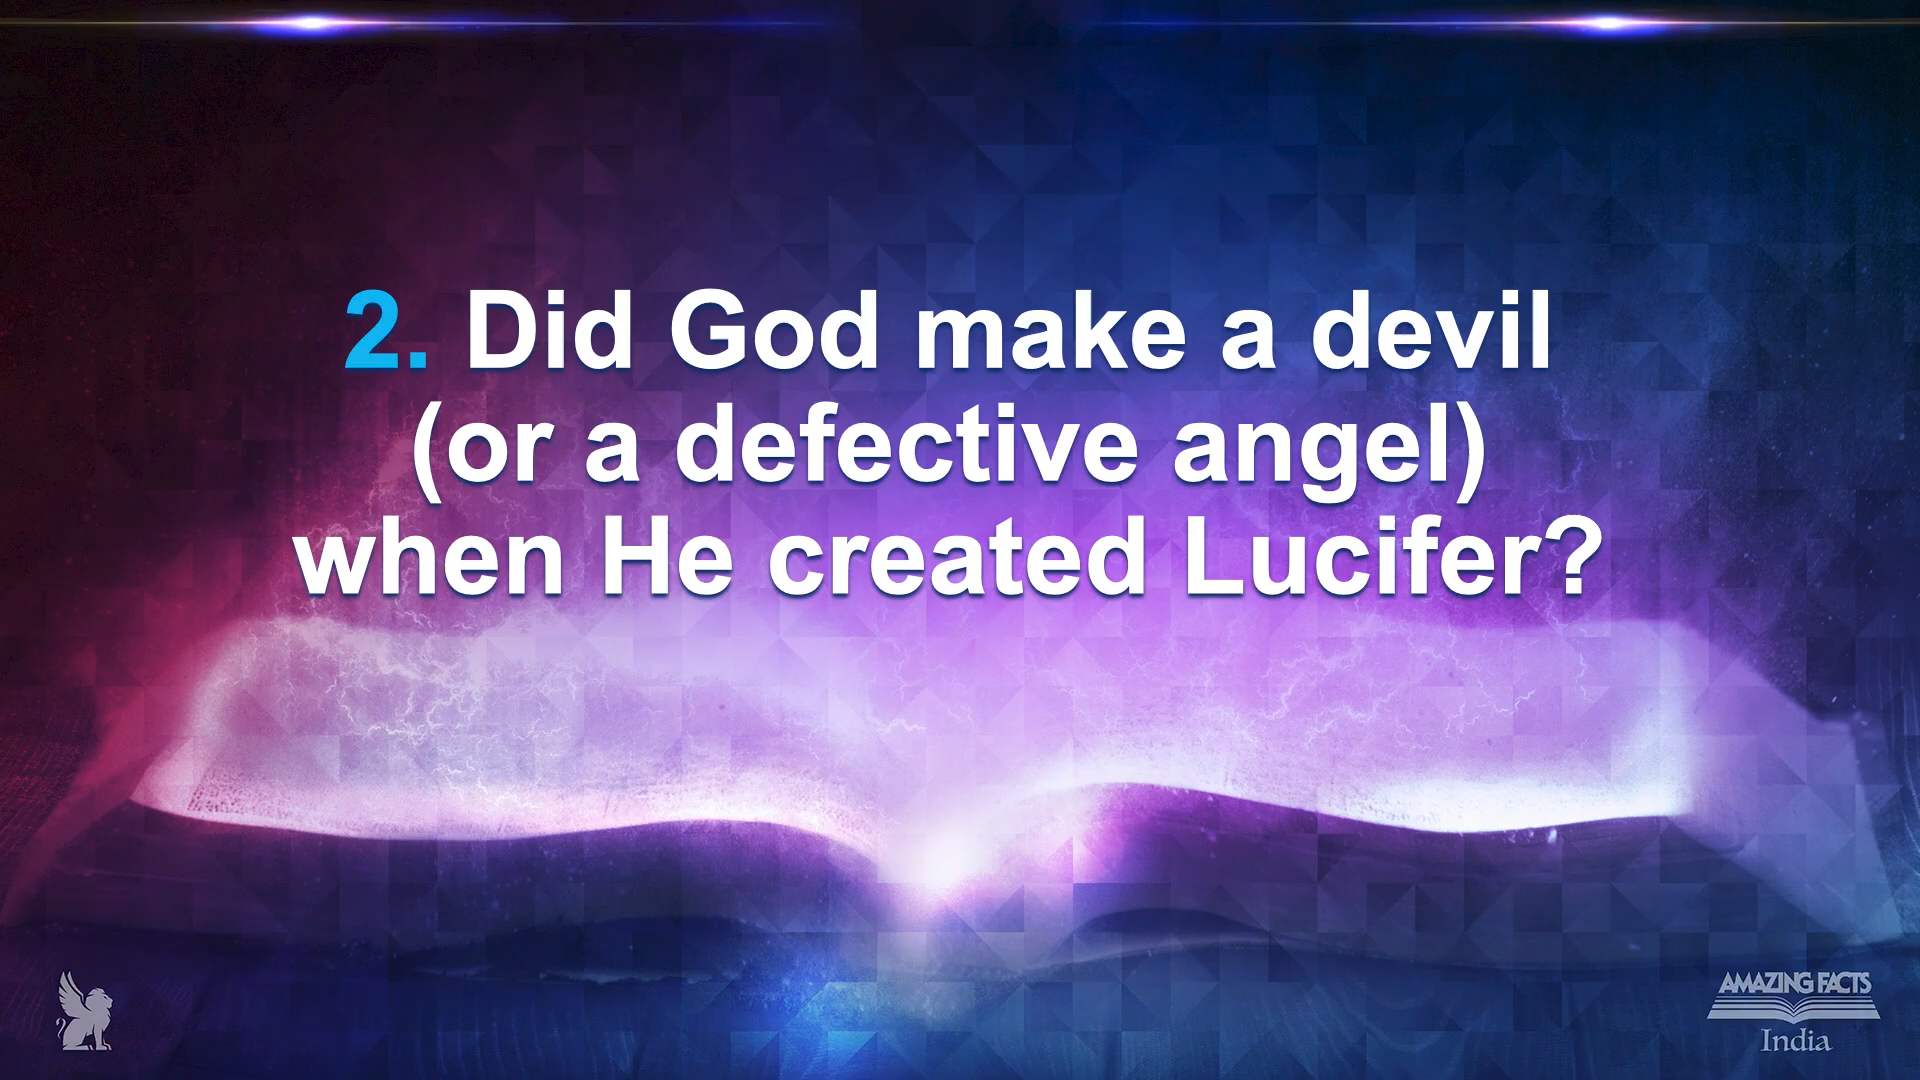 2. Did God make a devil
(or a defective angel)
when He created Lucifer?
AMAZING FACTS
India